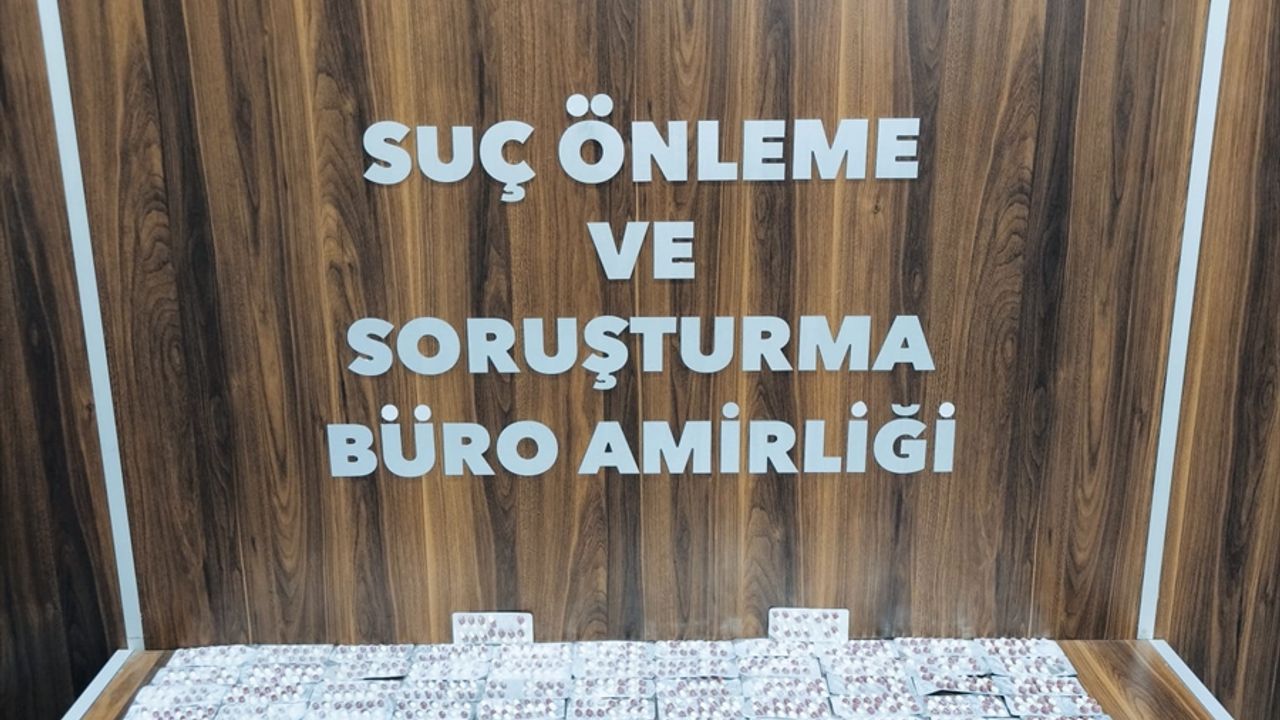 SUÇ ÖNLEME
VE
SORUŞTURMA
BÜRO AMİRLİĞİ